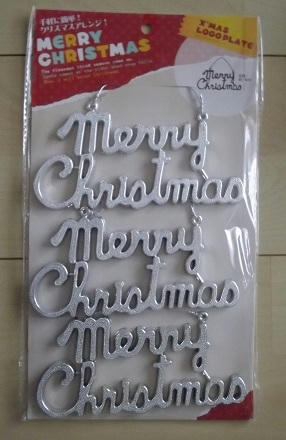 手軽に簡単!
クリスマスアレンジ!
MERRY
CHRISTMAS
X'MAS
LOGO PLATE
Merry
Christmas
Merry
Christmas
Merry
Christmas
Merry
Christmas